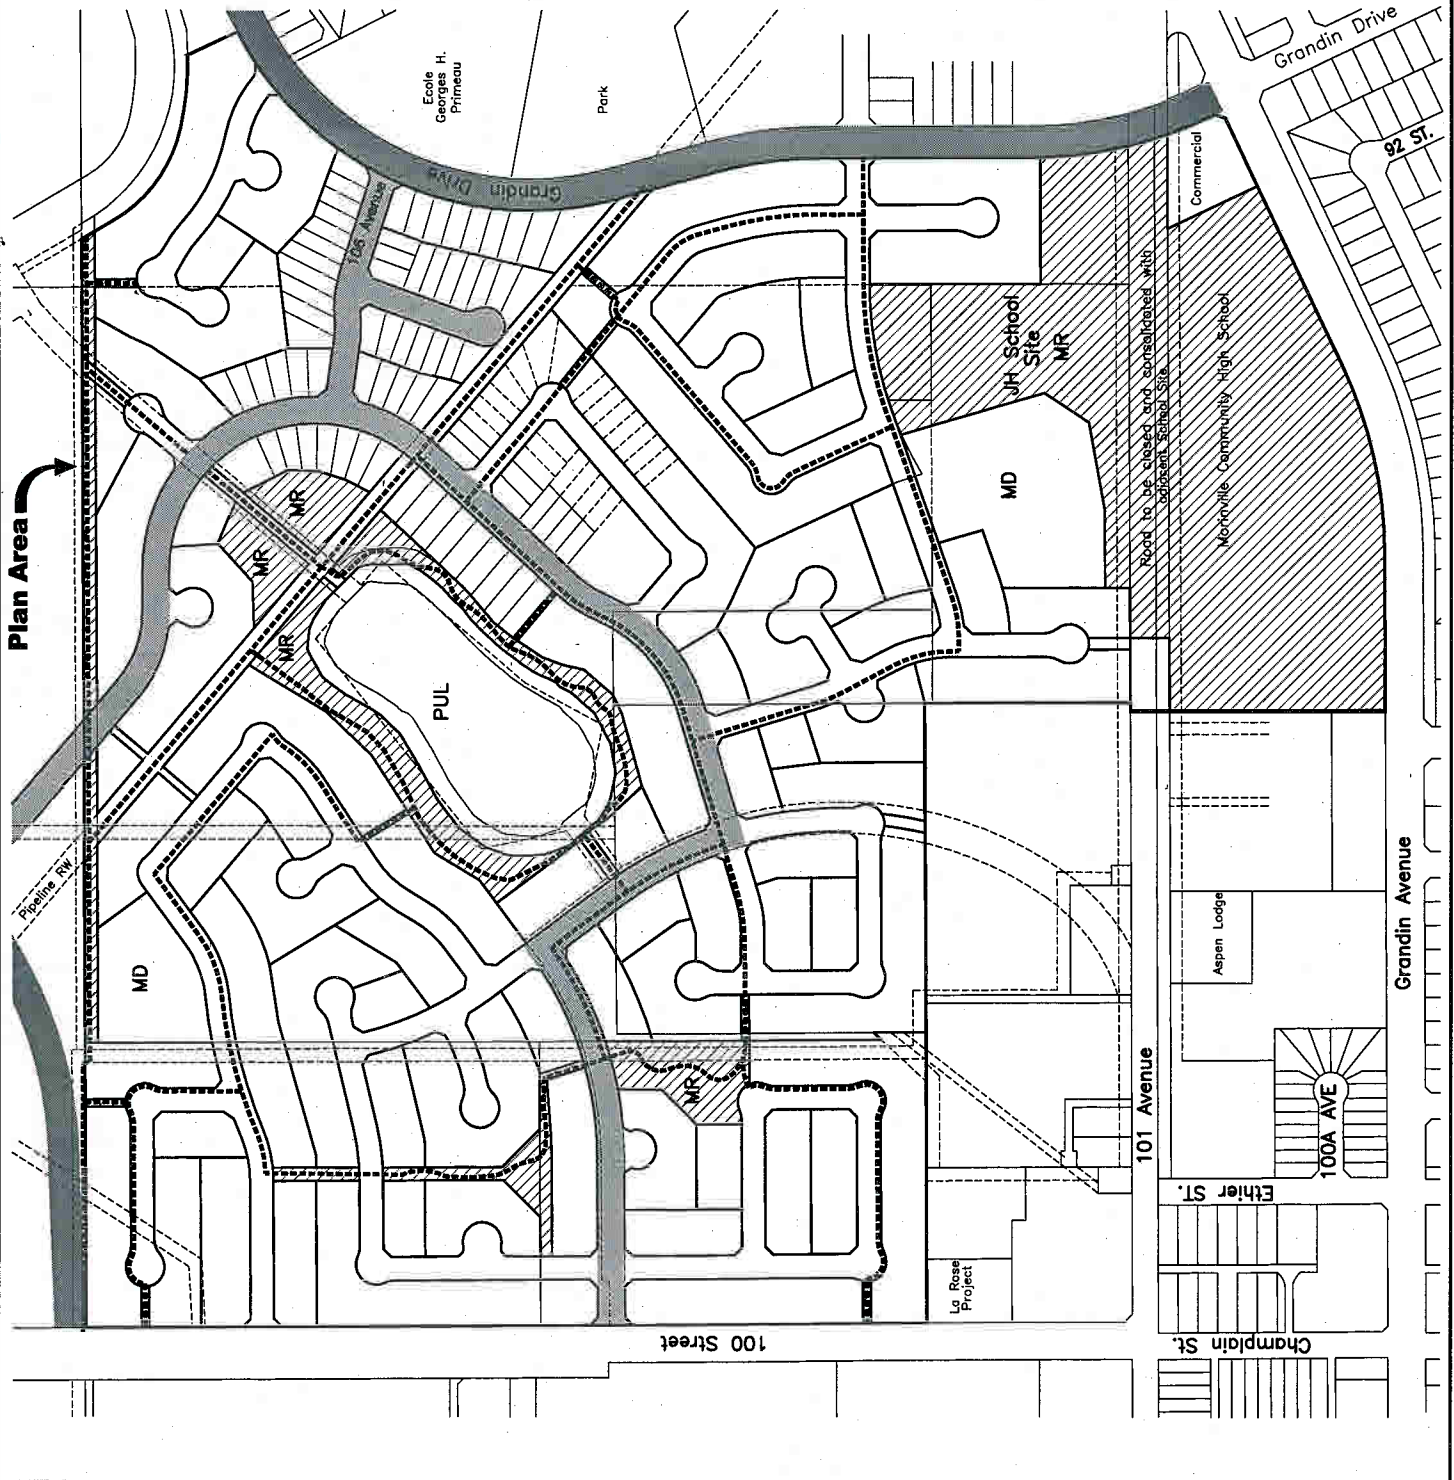 Plan Area
Ecole
Georges H.
Primeau
Park
Grandin Drive
92 ST.
Commercial
Grandin Drive
106 Avenue
JH School
Site
MR
Road to be closed and consolidated with
adjacent School Site.
Morinville Community High School
MD
MR
MR
MR
PUL
Pipeline RW
MD
MR
Aspen Lodge
Grandin Avenue
101 Avenue
100A AVE
Ethier ST.
La Rose
Project
100 Street
Champlain St.